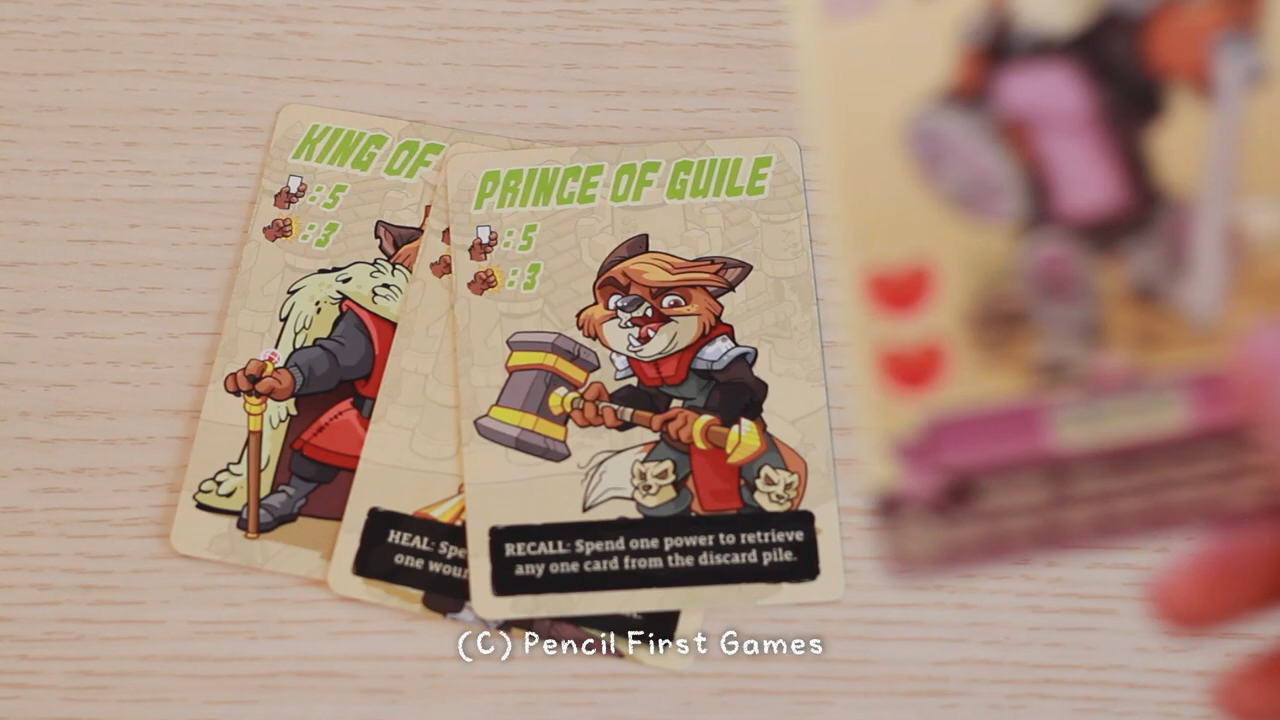 KING OF
: 5
: 3
PRINCE OF GUILE
: 5
: 3
HEAL: Spe
one wour
RECALL: Spend one power to retrieve
any one card from the discard pile.
(C) Pencil First Games